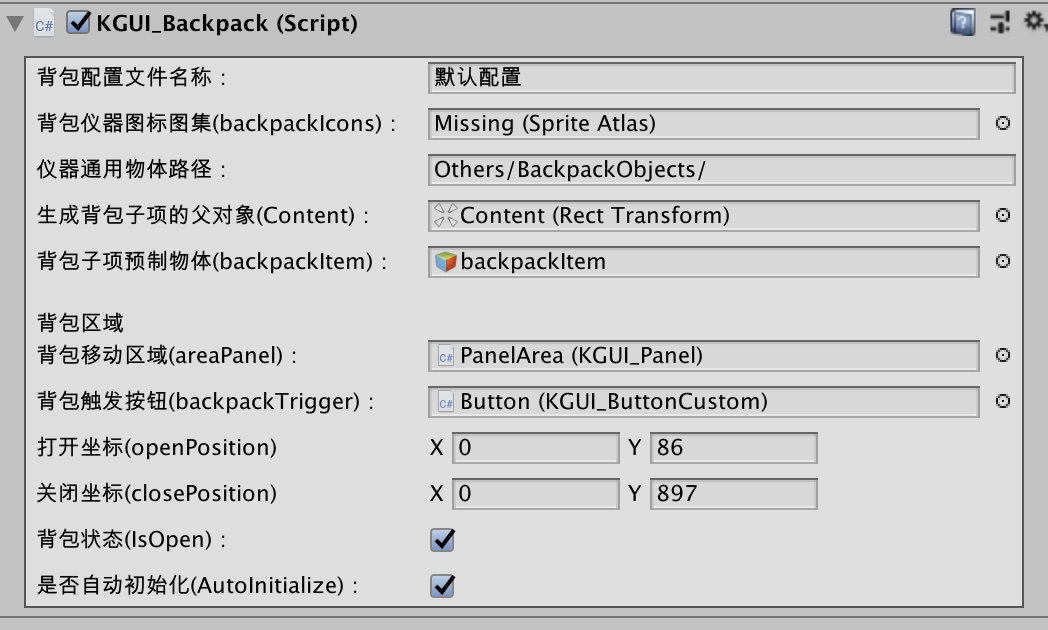 KGUI_Backpack (Script)
背包配置文件名称： 默认配置
背包仪器图标图集(backpackIcons)： Missing (Sprite Atlas)
仪器通用物体路径： Others/BackpackObjects/
生成背包子项的父对象(Content)： Content (Rect Transform)
背包子项预制物体(backpackItem)： backpackItem
背包区域
背包移动区域(areaPanel)： C# PanelArea (KGUI_Panel)
背包触发按钮(backpackTrigger)： C# Button (KGUI_ButtonCustom)
打开坐标(openPosition) X 0 Y 86
关闭坐标(closePosition) X 0 Y 897
背包状态(IsOpen)：
是否自动初始化(AutoInitialize)：